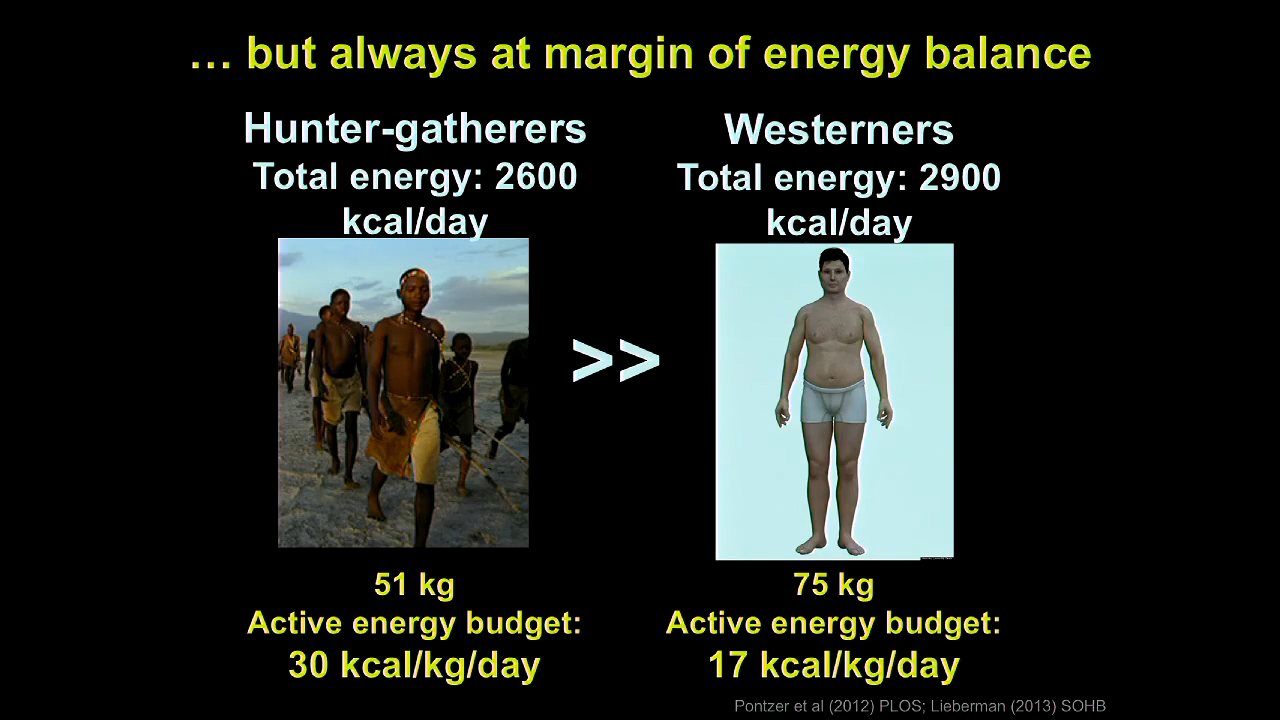 … but always at margin of energy balance
Hunter-gatherers
Total energy: 2600
kcal/day
Westerners
Total energy: 2900
kcal/day
>>
51 kg
Active energy budget:
30 kcal/kg/day
75 kg
Active energy budget:
17 kcal/kg/day
Pontzer et al (2012) PLOS; Lieberman (2013) SOHB